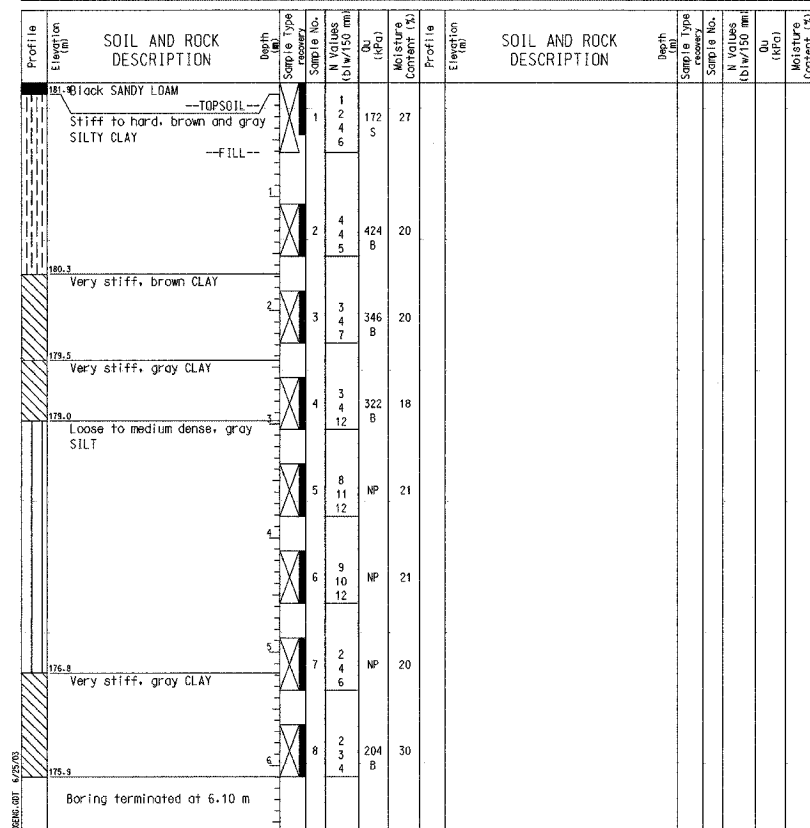 Profile
Elevation (m)
SOIL AND ROCK DESCRIPTION
Depth (m)
Sample Type recovery
Sample No.
N Values (blw/150 mm)
Qu (kPa)
Moisture Content (%)
Profile
Elevation (m)
SOIL AND ROCK DESCRIPTION
Depth (m)
Sample Type recovery
Sample No.
N Values (blw/150 mm)
Qu (kPa)
Moisture Content (%)
181.9 Black SANDY LOAM
--TOPSOIL--
Stiff to hard, brown and gray
SILTY CLAY
--FILL--
1
1
2
4
6
172
S
27
1
2
4
4
5
424
B
20
180.3
Very stiff, brown CLAY
2
3
3
4
7
346
B
20
179.5
Very stiff, gray CLAY
4
3
4
12
322
B
18
179.0
3
Loose to medium dense, gray
SILT
5
8
11
12
NP
21
4
6
9
10
12
NP
21
5
7
2
4
6
NP
20
176.8
Very stiff, gray CLAY
8
2
3
4
204
B
30
6
175.9
Boring terminated at 6.10 m
6/25/03